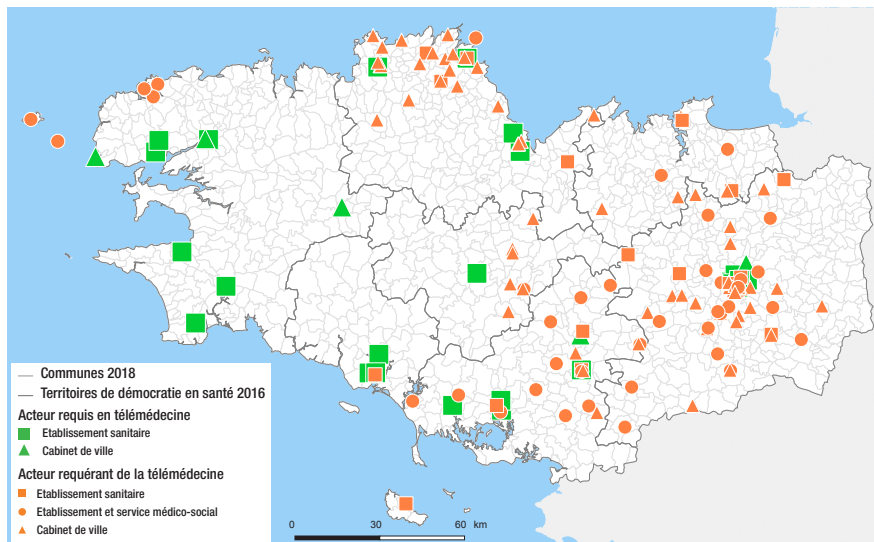 Communes 2018
Territoires de démocratie en santé 2016
Acteur requis en télémédecine
Etablissement sanitaire
Cabinet de ville
Acteur requérant de la télémédecine
Etablissement sanitaire
Etablissement et service médico-social
Cabinet de ville
0 30 60 km